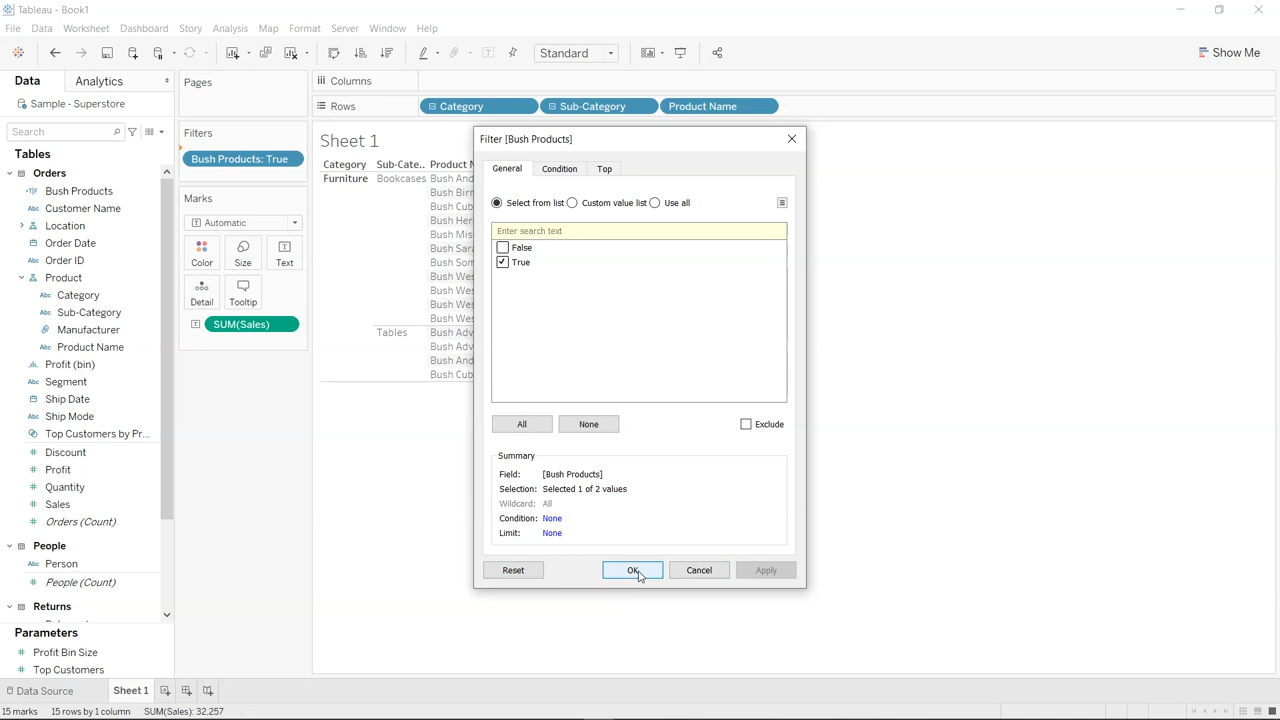 Tableau - Book1
File Data Worksheet Dashboard Story Analysis Map Format Server Window Help
Standard
Show Me
Data Analytics
Pages
Columns
Sample - Superstore
Rows Category Sub-Category Product Name
Search
Filters
Bush Products: True
Sheet 1
Filter [Bush Products]
Tables
Orders
Bush Products
Customer Name
Location
Order Date
Order ID
Product
Category
Sub-Category
Manufacturer
Product Name
Profit (bin)
Segment
Ship Date
Ship Mode
Top Customers by Pr...
Discount
Profit
Quantity
Sales
Orders (Count)
People
Person
People (Count)
Returns
Parameters
Profit Bin Size
Top Customers
Marks
Automatic
Color Size Text
Detail Tooltip
SUM(Sales)
Category Sub-Cate.. Product N
Furniture Bookcases Bush And
Bush Birn
Bush Cub
Bush Her
Bush Mis
Bush Sara
Bush Som
Bush Wes
Bush Wes
Bush Wes
Bush Wes
Tables Bush Adv
Bush Adv
Bush And
Bush Cub
General Condition Top
Select from list Custom value list Use all
Enter search text
False
True
All None Exclude
Summary
Field: [Bush Products]
Selection: Selected 1 of 2 values
Wildcard: All
Condition: None
Limit: None
Reset OK Cancel Apply
Data Source Sheet 1
15 marks 15 rows by 1 column SUM(Sales): 32,257